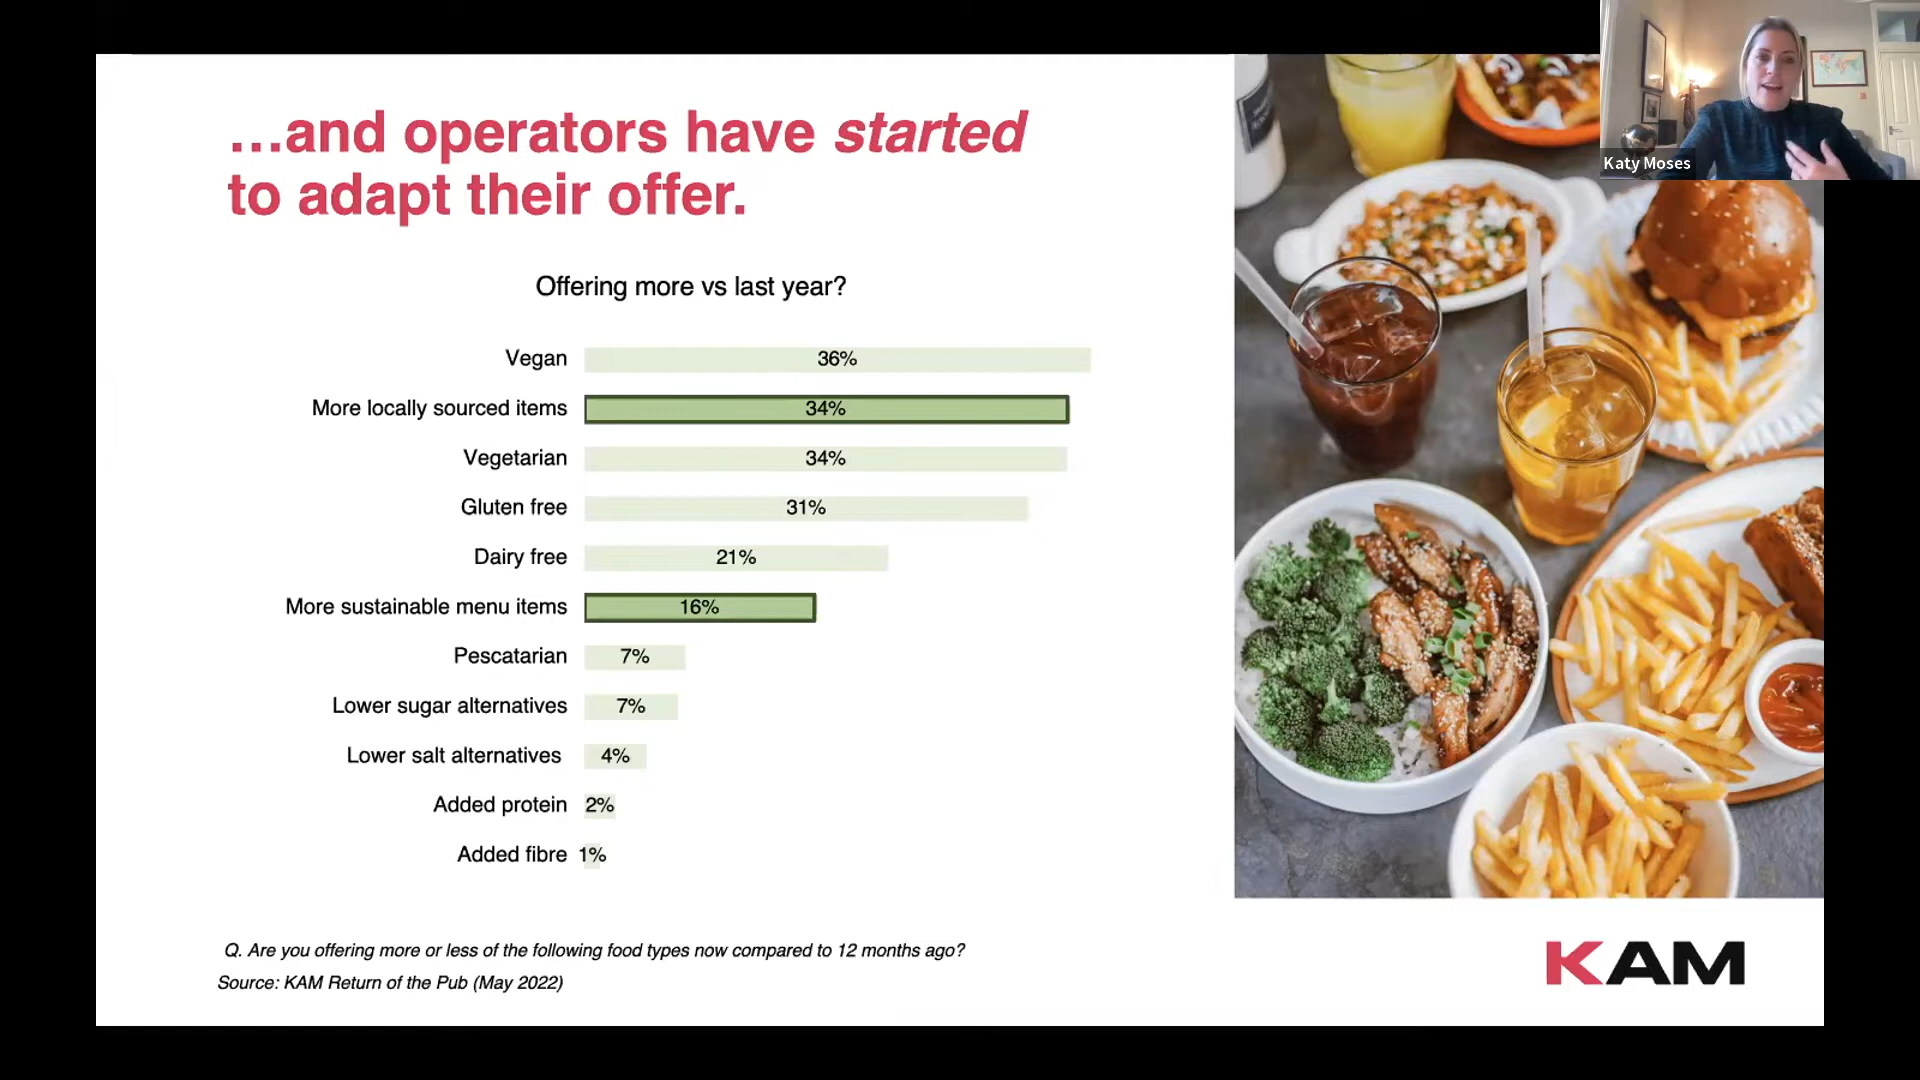 Katy Moses
...and operators have started
to adapt their offer.
Offering more vs last year?
Vegan 36%
More locally sourced items 34%
Vegetarian 34%
Gluten free 31%
Dairy free 21%
More sustainable menu items 16%
Pescatarian 7%
Lower sugar alternatives 7%
Lower salt alternatives 4%
Added protein 2%
Added fibre 1%
Q. Are you offering more or less of the following food types now compared to 12 months ago?
Source: KAM Return of the Pub (May 2022)
KAM